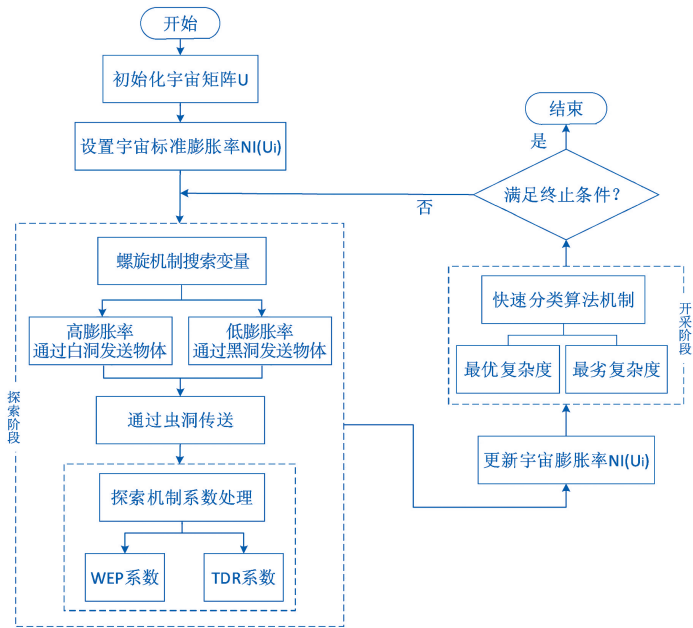 开始
初始化宇宙矩阵U
设置宇宙标准膨胀率NI(Ui)
螺旋机制搜索变量
高膨胀率
通过白洞发送物体
低膨胀率
通过黑洞发送物体
通过虫洞传送
探索机制系数处理
WEP系数
TDR系数
探索阶段
更新宇宙膨胀率NI(Ui)
快速分类算法机制
最优复杂度
最劣复杂度
开采阶段
满足终止条件？
否
是
结束